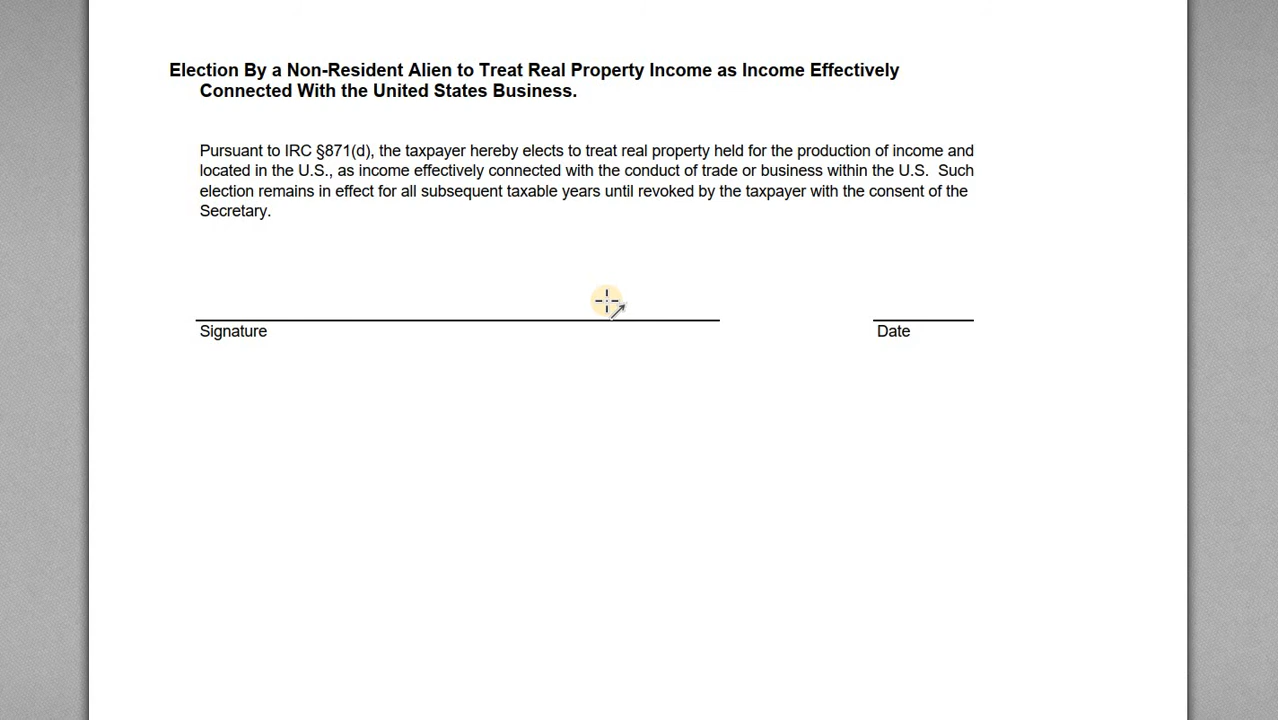 Election By a Non-Resident Alien to Treat Real Property Income as Income Effectively
Connected With the United States Business.
Pursuant to IRC §871(d), the taxpayer hereby elects to treat real property held for the production of income and
located in the U.S., as income effectively connected with the conduct of trade or business within the U.S.  Such
election remains in effect for all subsequent taxable years until revoked by the taxpayer with the consent of the
Secretary.
Signature
Date